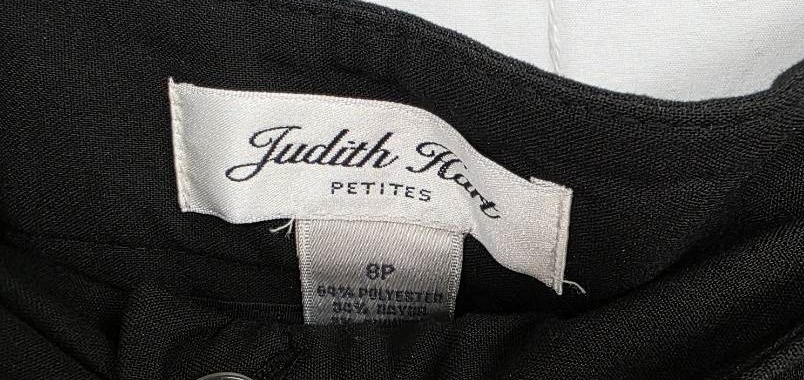 Judith Hart
PETITES
8P
64% POLYESTER
34% RAYON